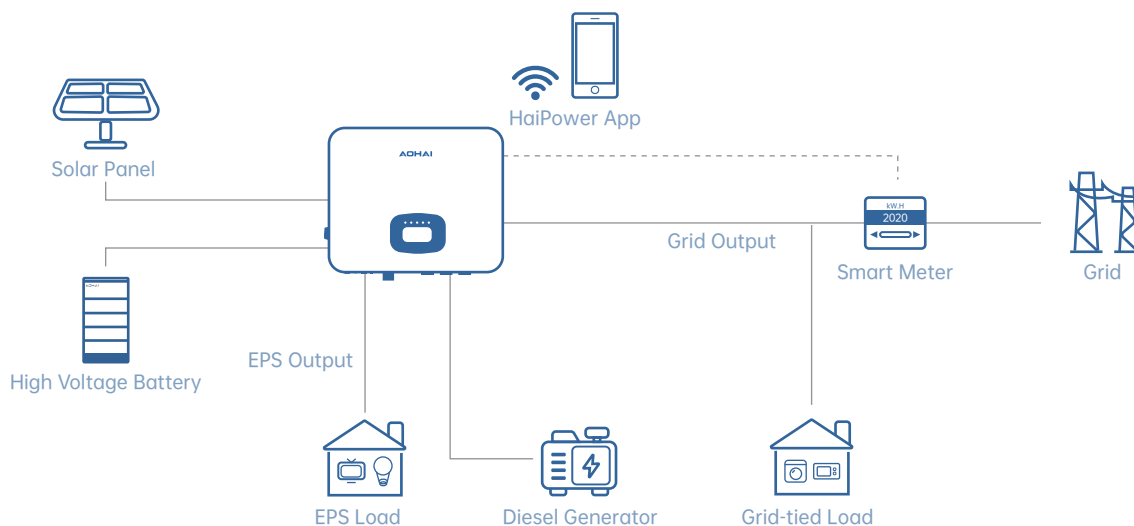 HaiPower App
Solar Panel
AOHAI
kW.H
2020
Grid Output
Smart Meter
Grid
AOHAI
EPS Output
High Voltage Battery
EPS Load
Diesel Generator
Grid-tied Load